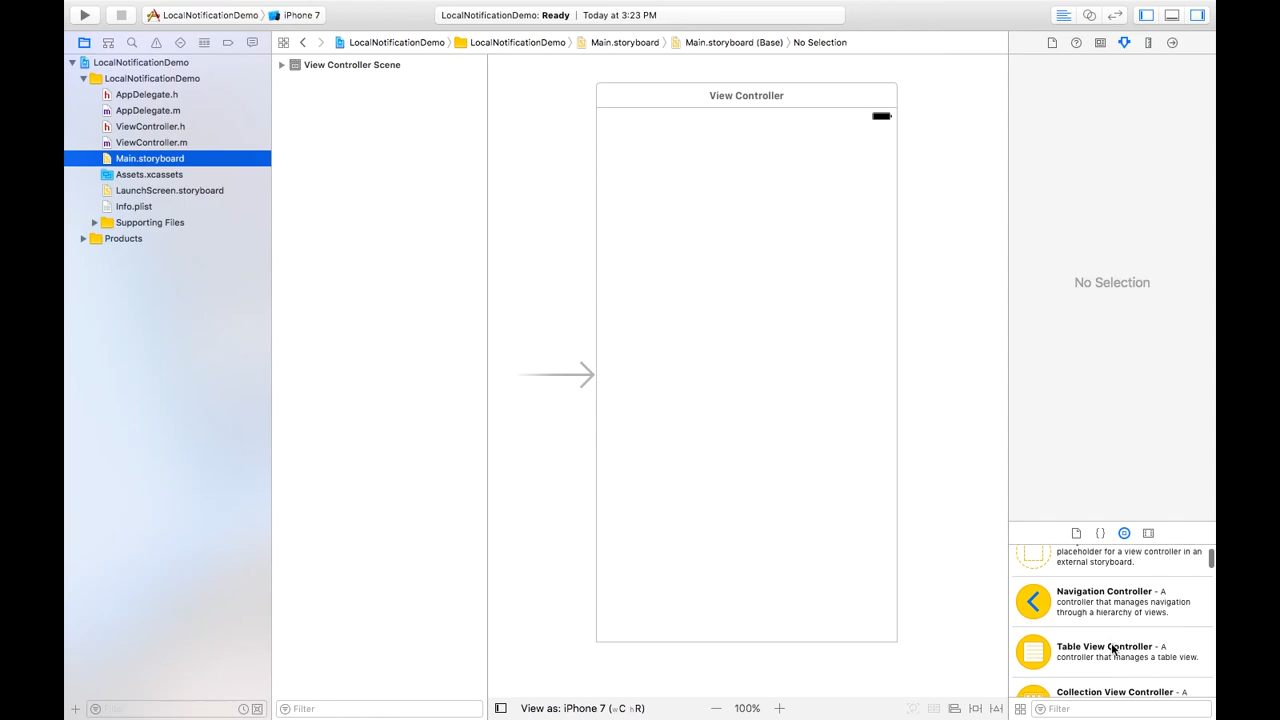 LocalNotificationDemo 〉 iPhone 7
LocalNotificationDemo: Ready | Today at 3:23 PM
LocalNotificationDemo 〉 LocalNotificationDemo 〉 Main.storyboard 〉 Main.storyboard (Base) 〉 No Selection
LocalNotificationDemo
LocalNotificationDemo
AppDelegate.h
AppDelegate.m
ViewController.h
ViewController.m
Main.storyboard
Assets.xcassets
LaunchScreen.storyboard
Info.plist
Supporting Files
Products
Filter
View Controller Scene
Filter
View Controller
View as: iPhone 7 (wC hR)
— 100% +
No Selection
placeholder for a view controller in an
external storyboard.
Navigation Controller - A
controller that manages navigation
through a hierarchy of views.
Table View Controller - A
controller that manages a table view.
Collection View Controller - A
Filter